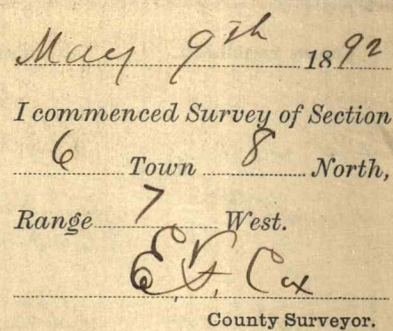 May 9th 1892
I commenced Survey of Section
6 Town 8 North,
Range 7 West.
E. F. Cox
County Surveyor.